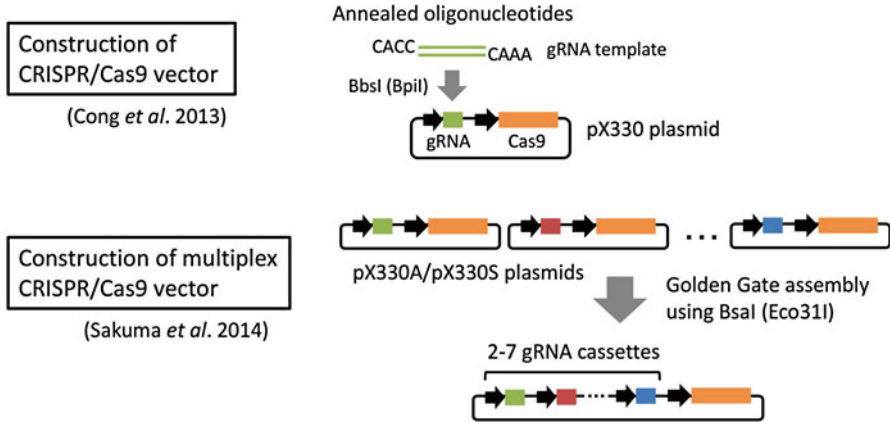 Construction of
CRISPR/Cas9 vector
(Cong et al. 2013)
Annealed oligonucleotides
CACC
CAAA
gRNA template
BbsI (BpiI)
gRNA
Cas9
pX330 plasmid
Construction of multiplex
CRISPR/Cas9 vector
(Sakuma et al. 2014)
...
pX330A/pX330S plasmids
Golden Gate assembly
using BsaI (Eco31I)
2-7 gRNA cassettes